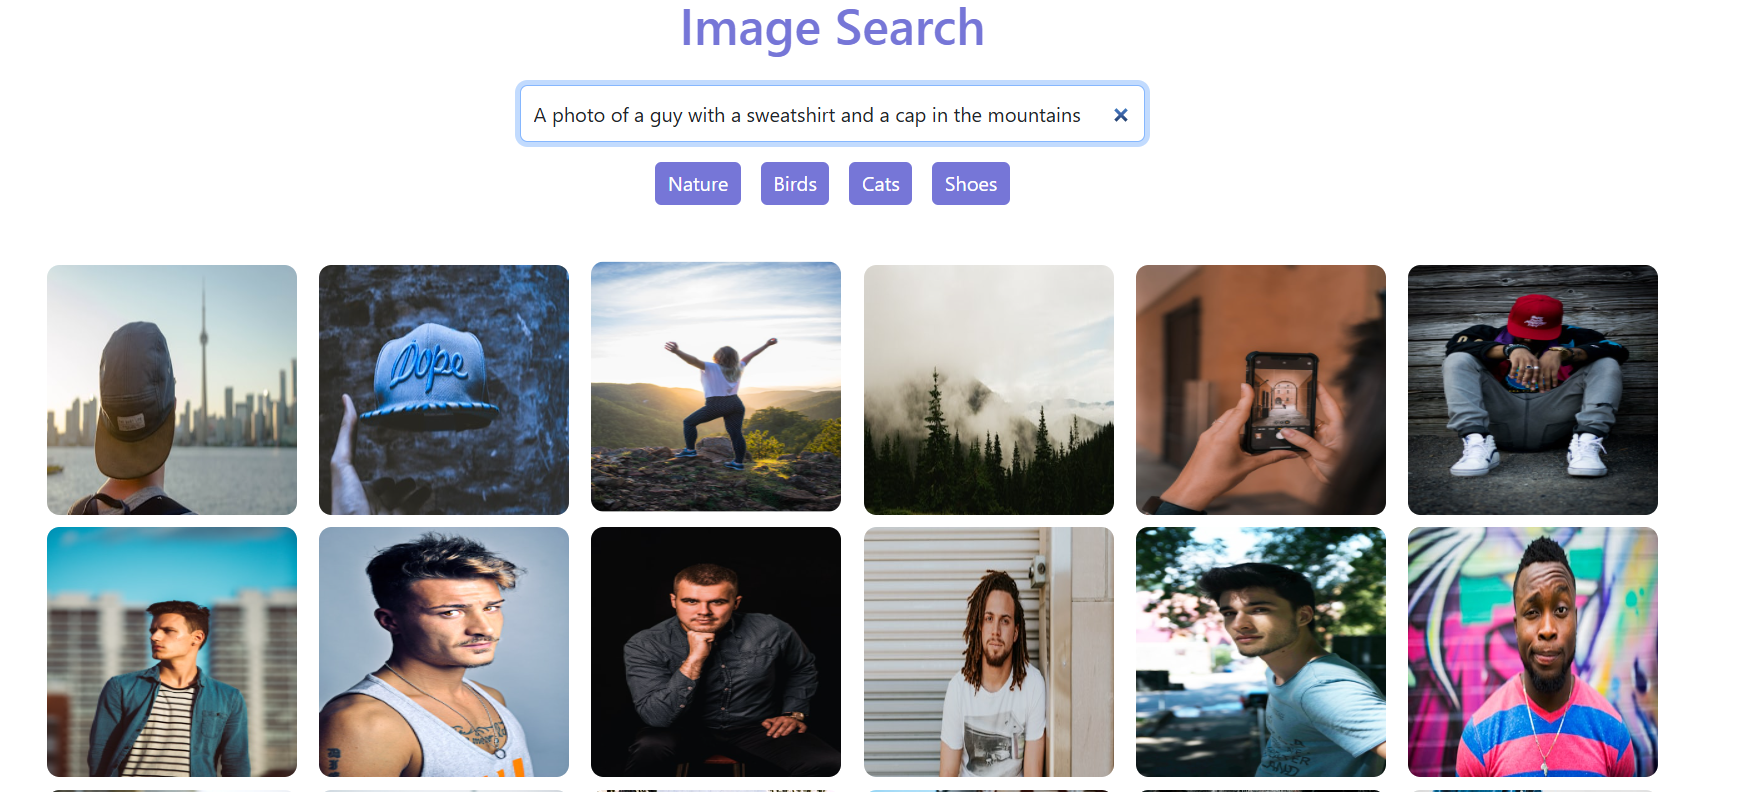 Image Search
A photo of a guy with a sweatshirt and a cap in the mountains
Nature Birds Cats Shoes
Dope